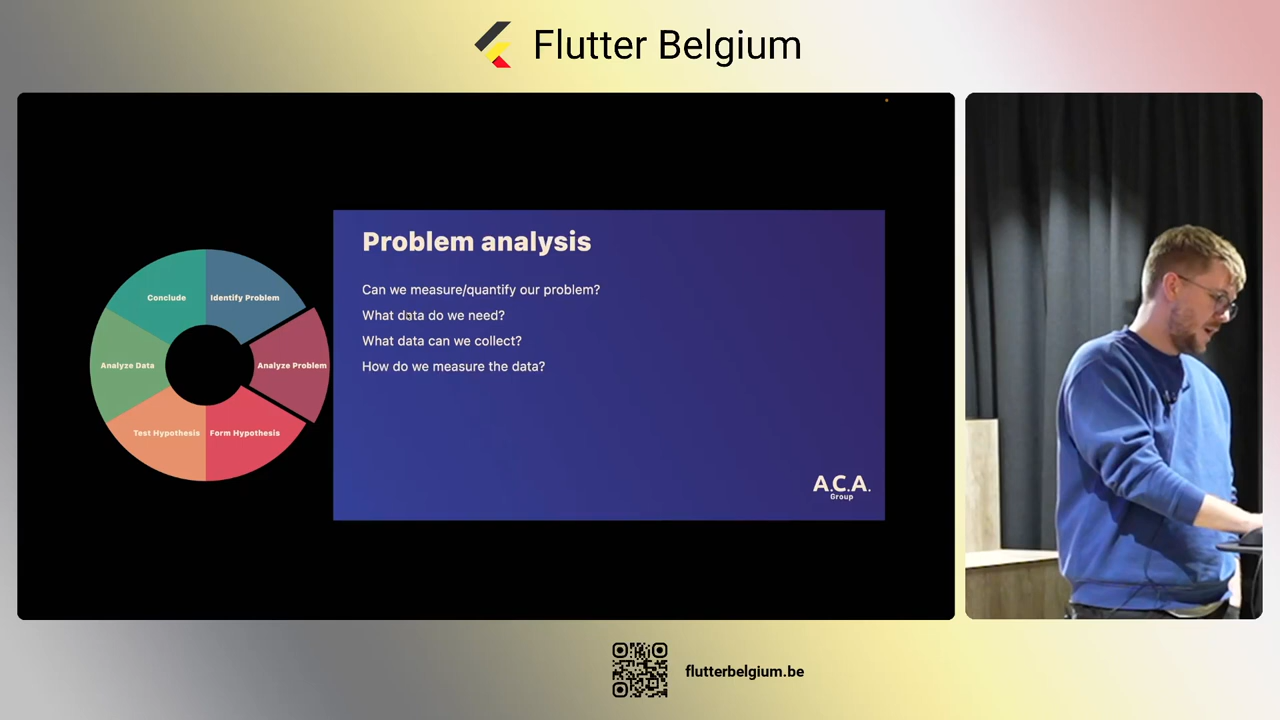 Flutter Belgium
Conclude
Identify Problem
Analyze Data
Analyze Problem
Test Hypothesis
Form Hypothesis
Problem analysis
Can we measure/quantify our problem?
What data do we need?
What data can we collect?
How do we measure the data?
A.C.A.
Group
flutterbelgium.be